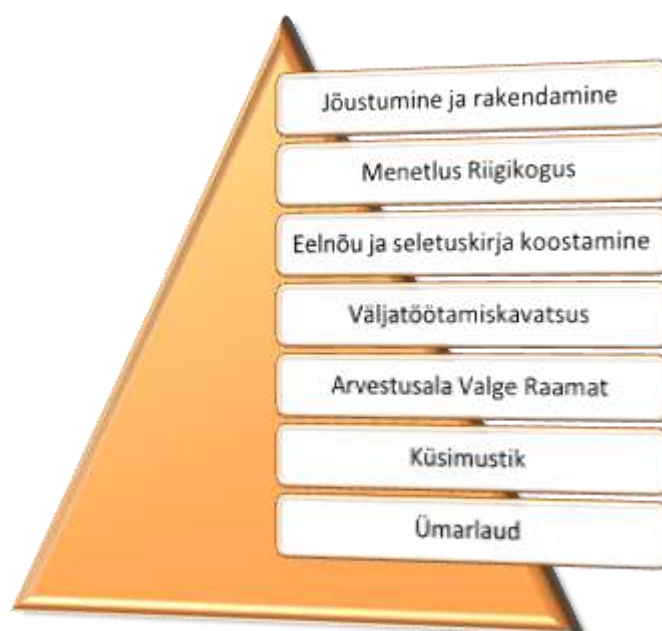 Jõustumine ja rakendamine
Menetlus Riigikogus
Eelnõu ja seletuskirja koostamine
Väljatöötamiskavatsus
Arvestusala Valge Raamat
Küsimustik
Ümarlaud